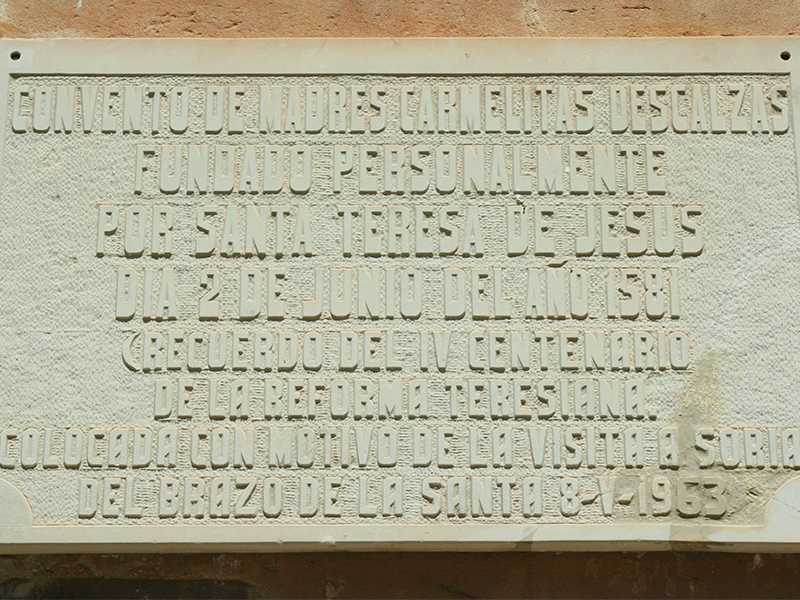 CONVENTO DE MADRES CARMELITAS DESCALZAS
FUNDADO PERSONALMENTE
POR SANTA TERESA DE JESUS
DIA 2 DE JUNIO DEL AÑO 1581
(RECUERDO DEL IV CENTENARIO
DE LA REFORMA TERESIANA.
COLOCADA CON MOTIVO DE LA VISITA A SORIA
DEL BRAZO DE LA SANTA 8-V-1963